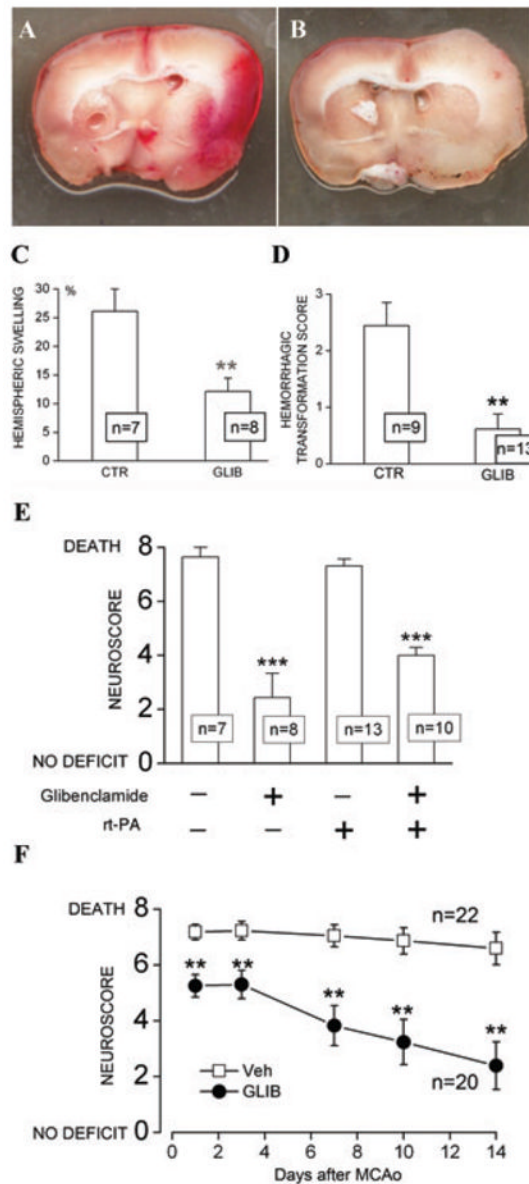 A
B
C
D
HEMISPHERIC SWELLING
30
%
25
20
15
10
5
0
**
n=7
n=8
CTR
GLIB
HEMORRHAGIC
TRANSFORMATION SCORE
3
2
1
0
**
n=9
n=13
CTR
GLIB
E
DEATH
NEUROSCORE
NO DEFICIT
8
6
4
2
0
***
***
n=7
n=8
n=13
n=10
Glibenclamide
− + − +
rt-PA
− − + +
F
DEATH
NEUROSCORE
NO DEFICIT
8
6
4
2
0
n=22
** ** ** ** **
Veh
GLIB
n=20
0 2 4 6 8 10 12 14
Days after MCAo